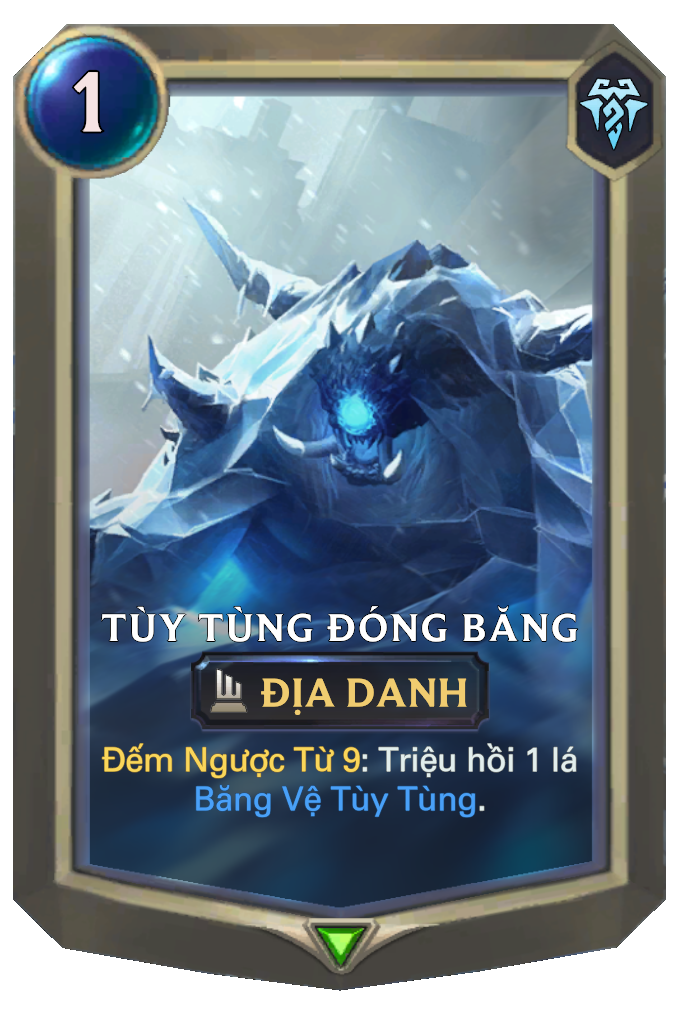 1
TÙY TÙNG ĐÓNG BĂNG
ĐỊA DANH
Đếm Ngược Từ 9: Triệu hồi 1 lá
Băng Vệ Tùy Tùng.